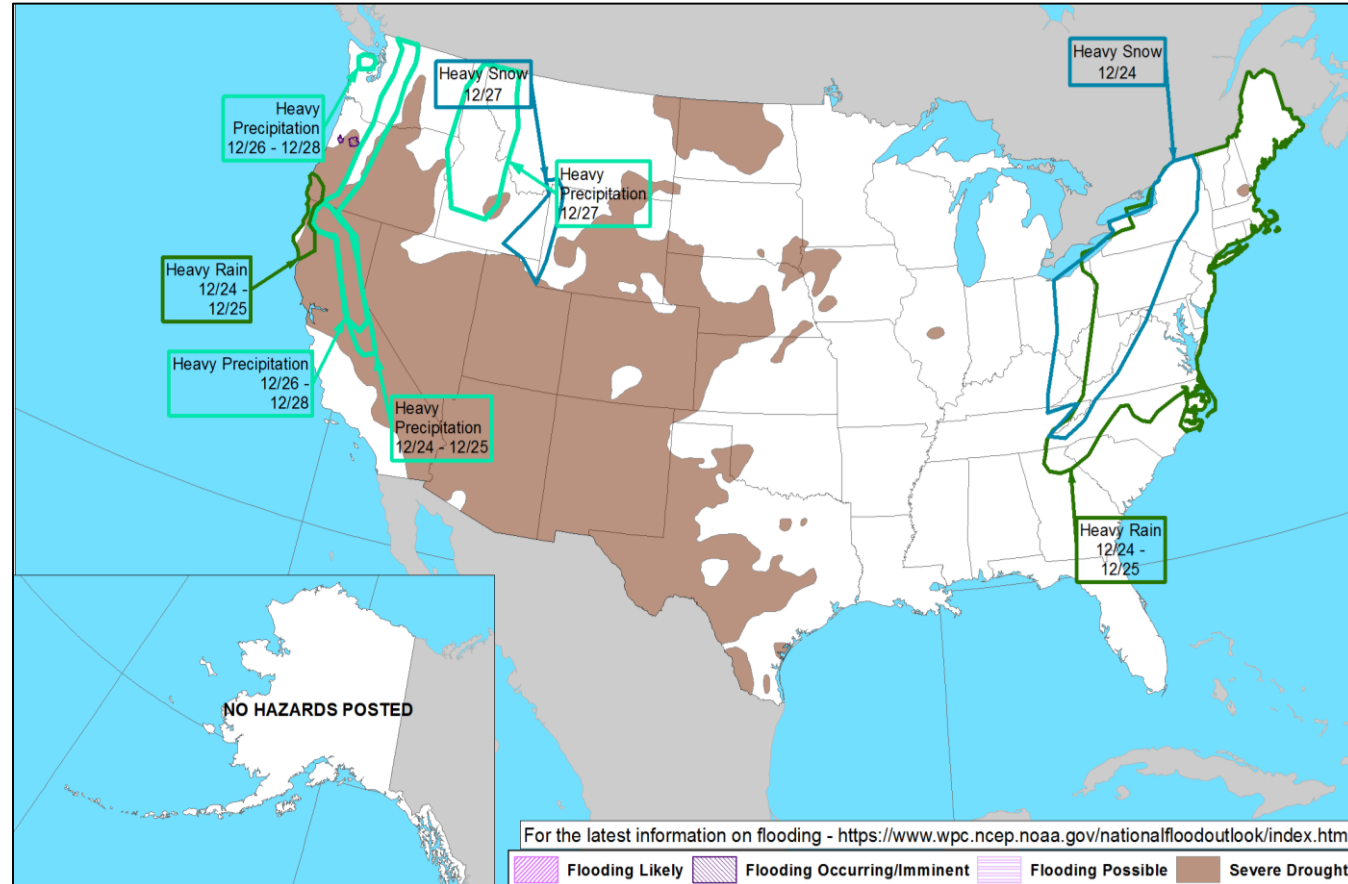 Heavy Snow
12/24
Heavy Snow
12/27
Heavy
Precipitation
12/26 - 12/28
Heavy
Precipitation
12/27
Heavy Rain
12/24 -
12/25
Heavy Precipitation
12/26 -
12/28
Heavy
Precipitation
12/24 - 12/25
Heavy Rain
12/24 -
12/25
NO HAZARDS POSTED
For the latest information on flooding - https://www.wpc.ncep.noaa.gov/nationalfloodoutlook/index.htm
Flooding Likely
Flooding Occurring/Imminent
Flooding Possible
Severe Drought